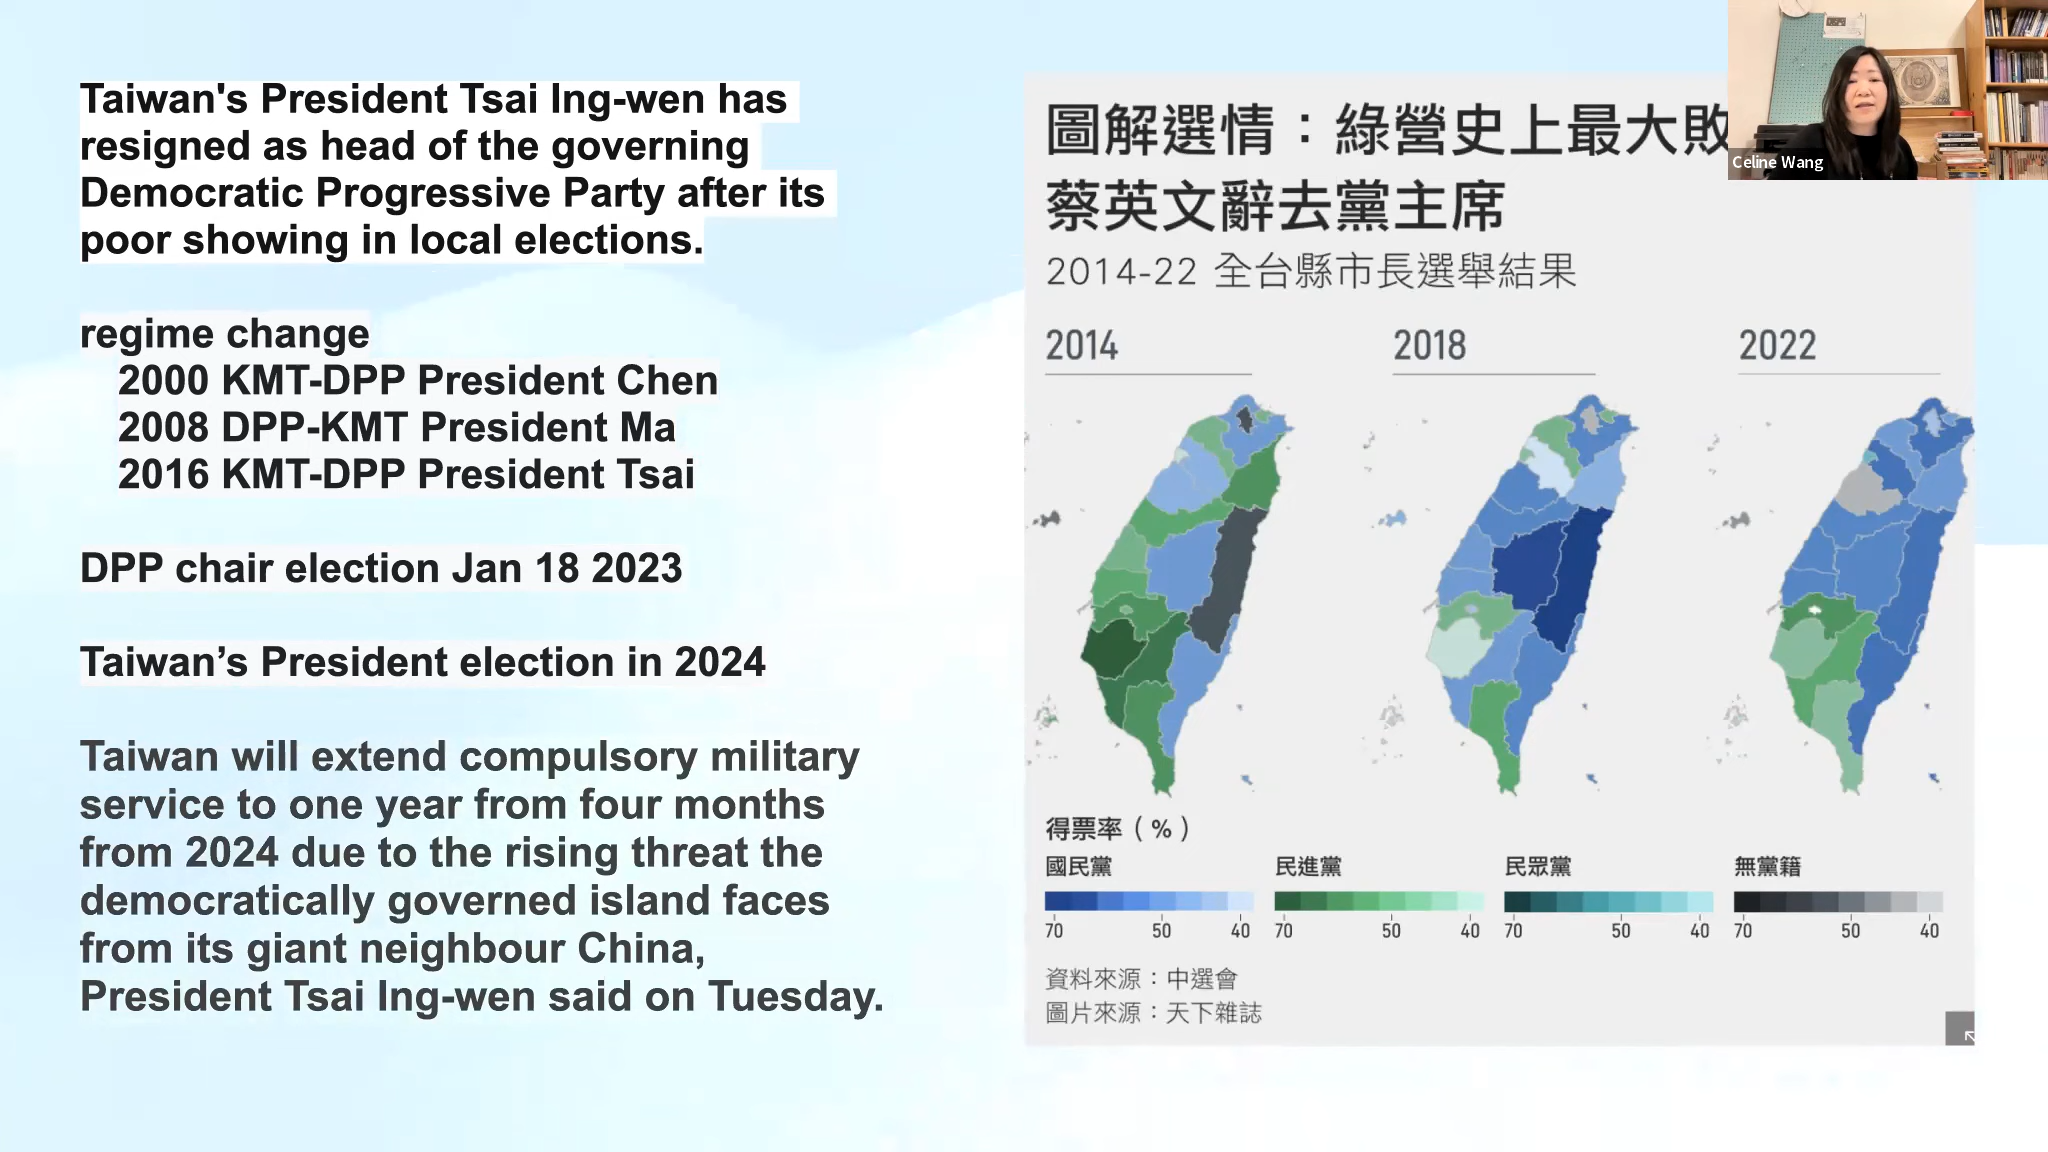 Taiwan's President Tsai Ing-wen has
resigned as head of the governing
Democratic Progressive Party after its
poor showing in local elections.
regime change
2000 KMT-DPP President Chen
2008 DPP-KMT President Ma
2016 KMT-DPP President Tsai
DPP chair election Jan 18 2023
Taiwan’s President election in 2024
Taiwan will extend compulsory military
service to one year from four months
from 2024 due to the rising threat the
democratically governed island faces
from its giant neighbour China,
President Tsai Ing-wen said on Tuesday.
圖解選情：綠營史上最大敗
蔡英文辭去黨主席
2014-22 全台縣市長選舉結果
2014 2018 2022
得票率（%）
國民黨 民進黨 民眾黨 無黨籍
70 50 40 70 50 40 70 50 40 70 50 40
資料來源：中選會
圖片來源：天下雜誌
Celine Wang